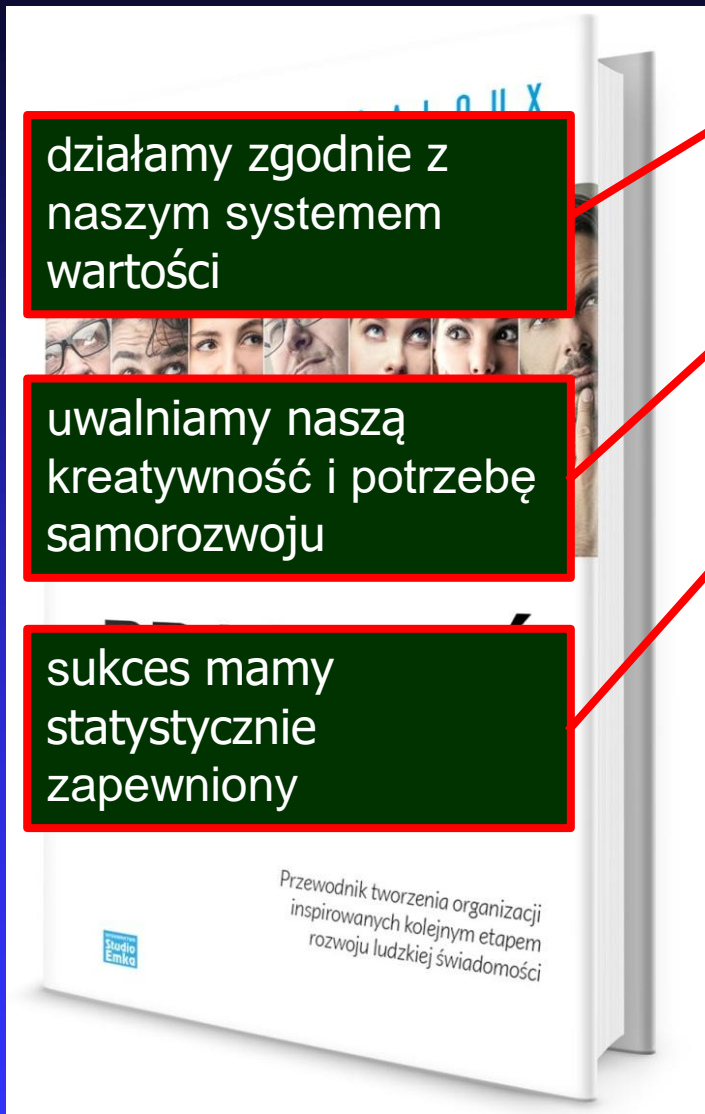 działamy zgodnie z
naszym systemem
wartości
uwalniamy naszą
kreatywność i potrzebę
samorozwoju
sukces mamy
statystycznie
zapewniony
Przewodnik tworzenia organizacji
inspirowanych kolejnym etapem
rozwoju ludzkiej świadomości
Studio
Emka